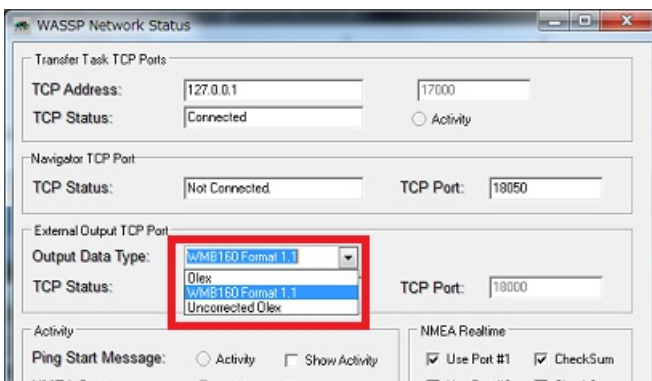 WASSP Network Status
Transfer Task TCP Ports
TCP Address: 127.0.0.1 17000
TCP Status: Connected Activity
Navigator TCP Port
TCP Status: Not Connected. TCP Port: 18050
External Output TCP Port
Output Data Type: WMB160 Format 1.1
Olex
TCP Status: WMB160 Format 1.1 TCP Port: 18000
Uncorrected Olex
Activity NMEA Realtime
Ping Start Message: Activity Show Activity Use Port #1 CheckSum